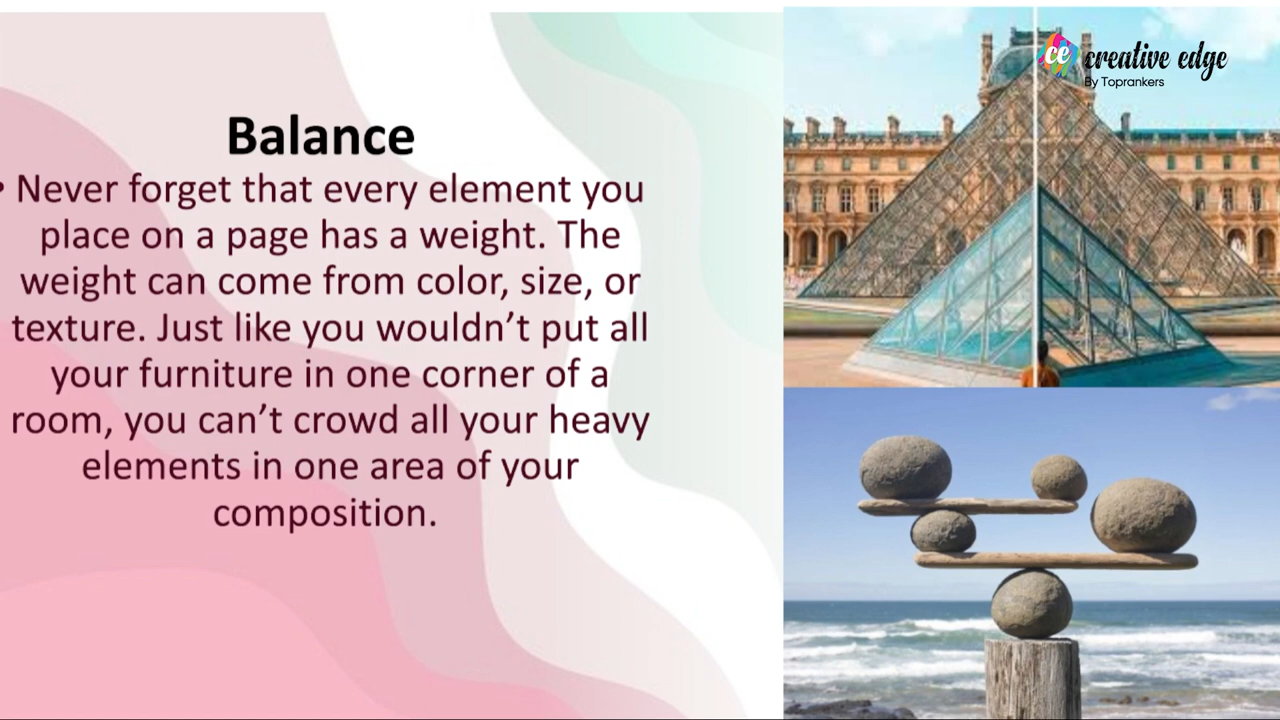 Balance
• Never forget that every element you
place on a page has a weight. The
weight can come from color, size, or
texture. Just like you wouldn’t put all
your furniture in one corner of a
room, you can’t crowd all your heavy
elements in one area of your
composition.
ce creative edge
By Toprankers